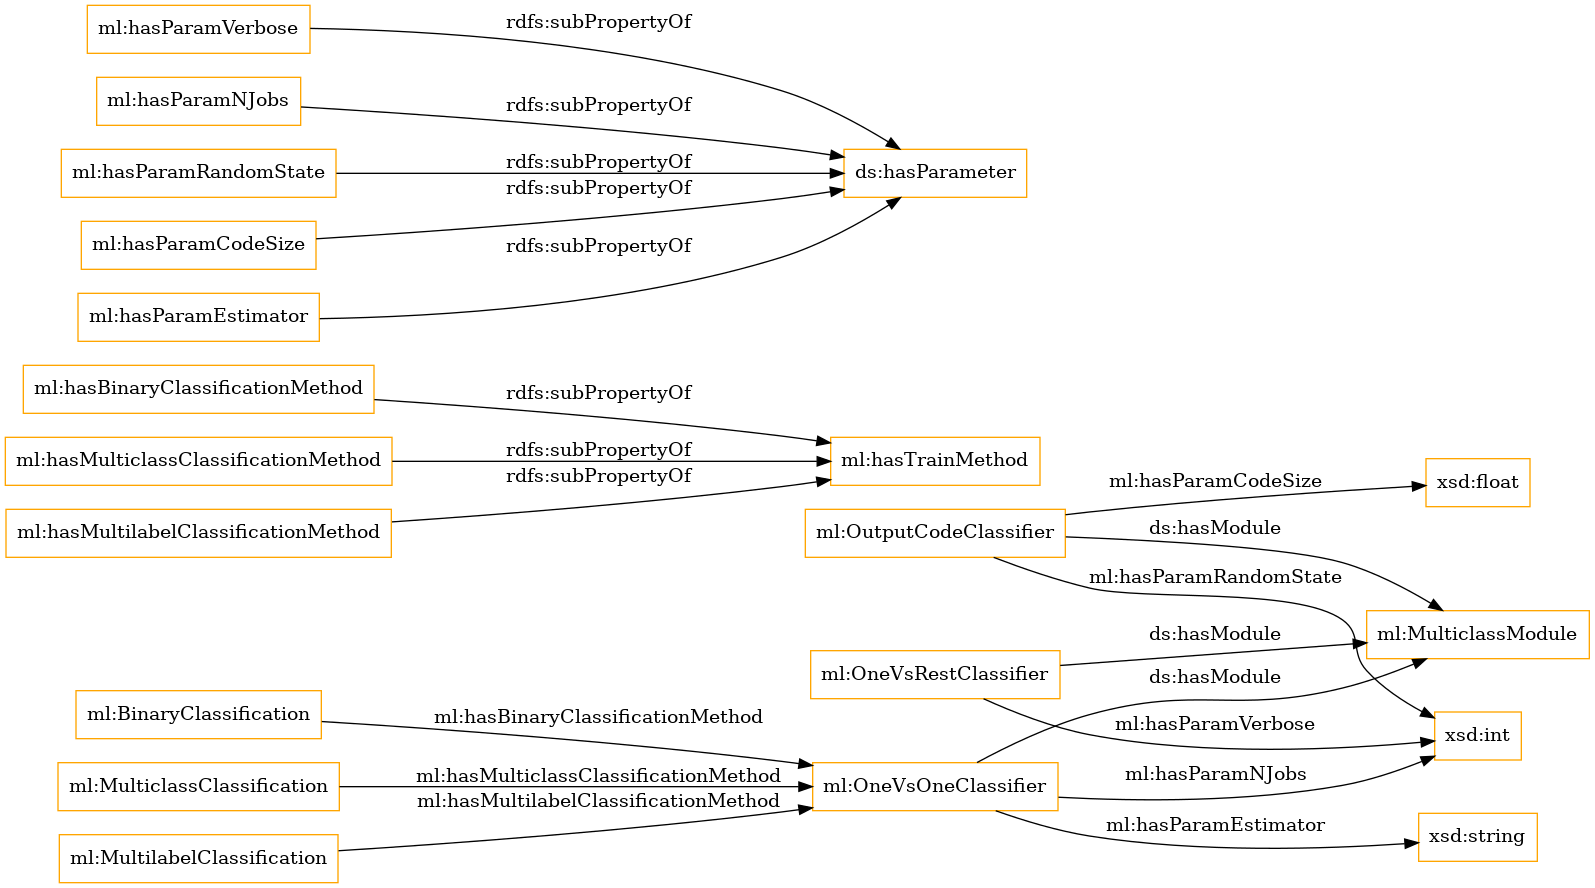 ml:hasParamVerbose
rdfs:subPropertyOf
ml:hasParamNJobs
rdfs:subPropertyOf
ml:hasParamRandomState
rdfs:subPropertyOf
ds:hasParameter
rdfs:subPropertyOf
ml:hasParamCodeSize
rdfs:subPropertyOf
ml:hasParamEstimator
ml:hasBinaryClassificationMethod
rdfs:subPropertyOf
ml:hasMulticlassClassificationMethod
rdfs:subPropertyOf
ml:hasTrainMethod
rdfs:subPropertyOf
ml:hasMultilabelClassificationMethod
ml:hasParamCodeSize
xsd:float
ml:OutputCodeClassifier
ds:hasModule
ml:hasParamRandomState
ds:hasModule
ml:MulticlassModule
ml:OneVsRestClassifier
ds:hasModule
ml:BinaryClassification
ml:hasBinaryClassificationMethod
ml:hasParamVerbose
xsd:int
ml:MulticlassClassification
ml:hasMulticlassClassificationMethod
ml:OneVsOneClassifier
ml:hasParamNJobs
ml:hasMultilabelClassificationMethod
ml:hasParamEstimator
xsd:string
ml:MultilabelClassification